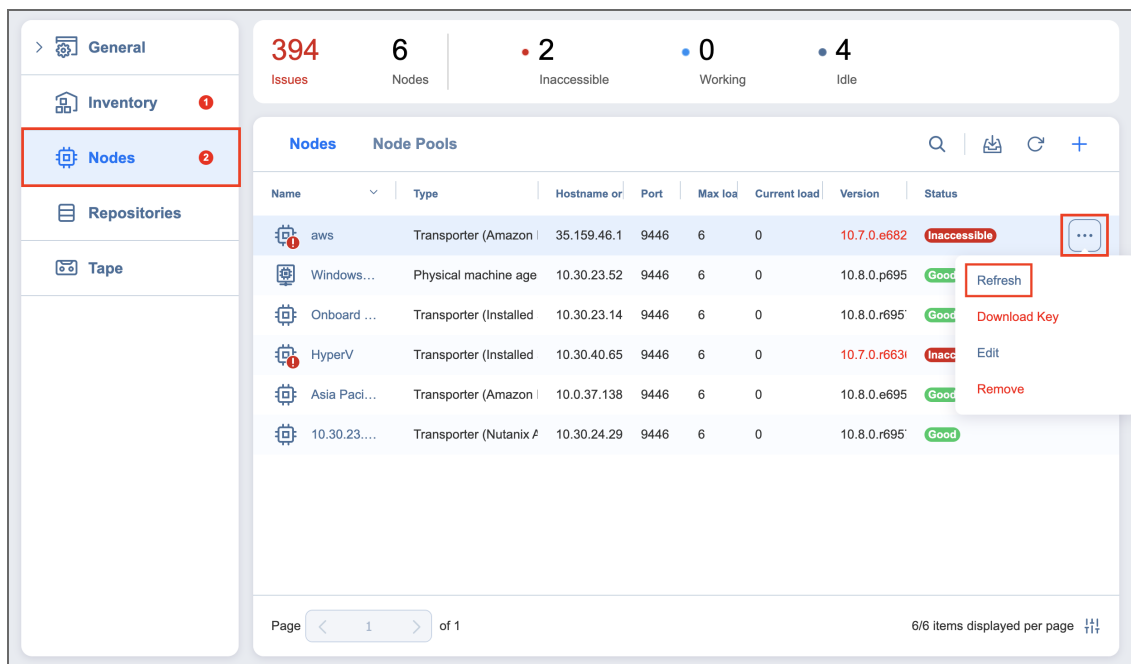 General
Inventory 1
Nodes 2
Repositories
Tape
394 6 2 0 4
Issues Nodes Inaccessible Working Idle
Nodes Node Pools
Name Type Hostname or Port Max loa Current load Version Status
aws Transporter (Amazon 35.159.46.1 9446 6 0 10.7.0.e682 Inaccessible ...
Windows... Physical machine age 10.30.23.52 9446 6 0 10.8.0.p695 Good
Onboard ... Transporter (Installed 10.30.23.14 9446 6 0 10.8.0.r695 Good
HyperV Transporter (Installed 10.30.40.65 9446 6 0 10.7.0.r663 Inacc
Asia Paci... Transporter (Amazon 10.0.37.138 9446 6 0 10.8.0.e695 Good
10.30.23.... Transporter (Nutanix A 10.30.24.29 9446 6 0 10.8.0.r695 Good
Refresh
Download Key
Edit
Remove
Page 1 of 1
6/6 items displayed per page